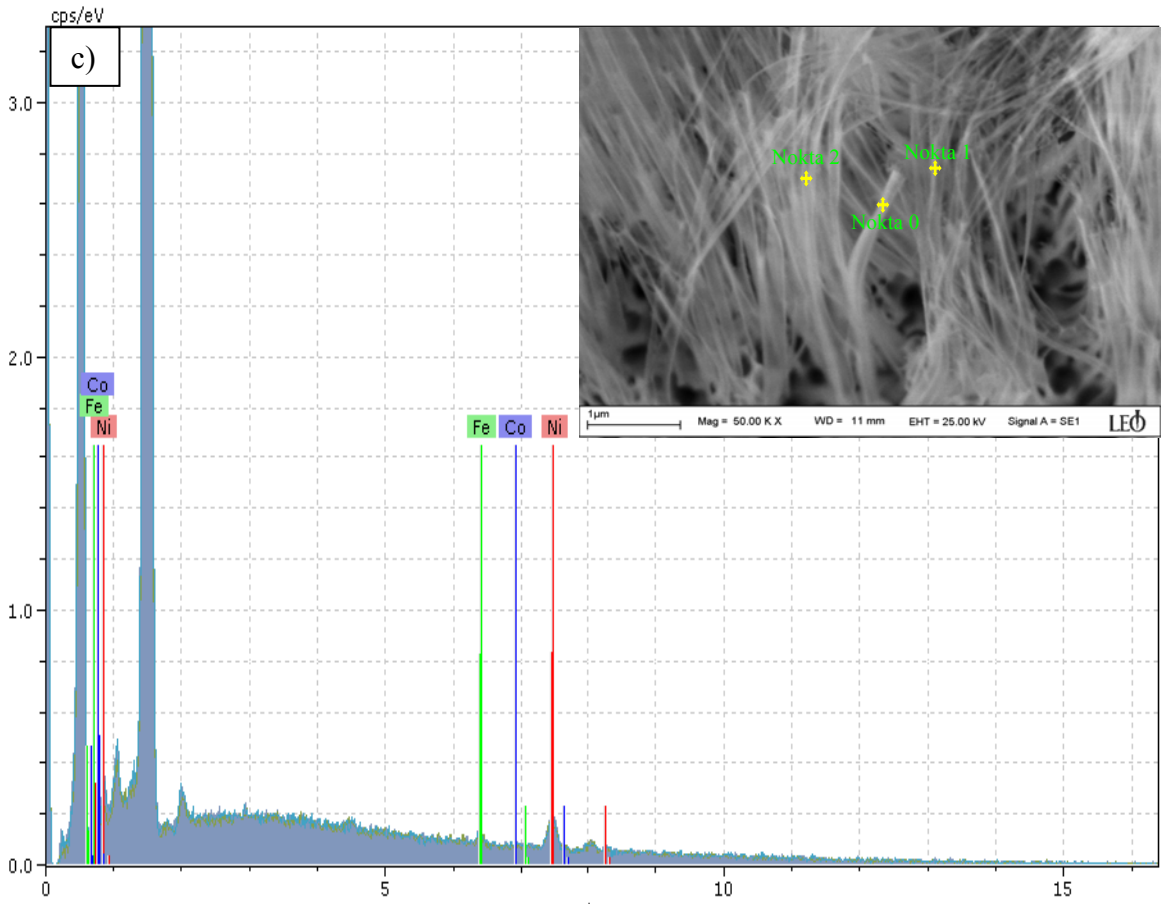 cps/eV
c)
3.0
2.0
1.0
0.0
Co
Fe
Ni
Fe Co Ni
0 5 10 15
Nokta 2
Nokta 1
Nokta 0
1µm
Mag = 50.00 K X WD = 11 mm EHT = 25.00 kV Signal A = SE1 LEO